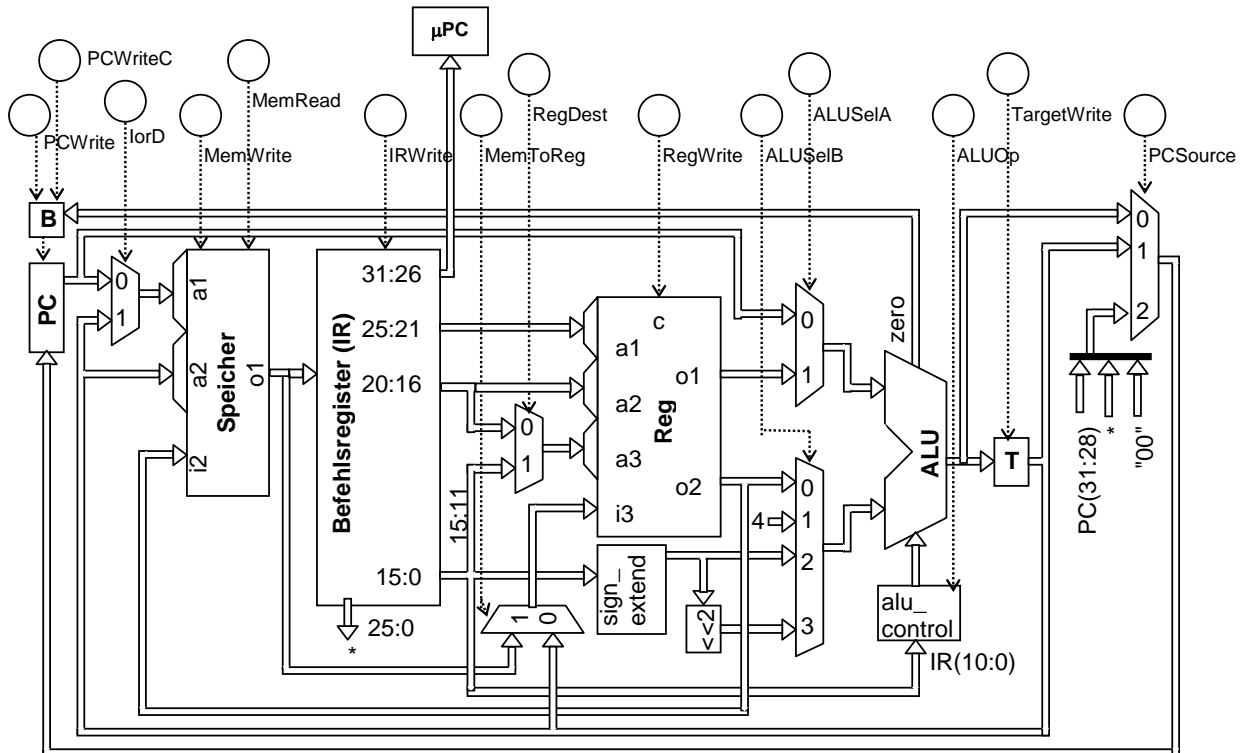 µPC
PCWriteC
MemRead
RegDest
ALUSelA
TargetWrite
IorD
PCWrite
MemWrite
IRWrite
MemToReg
RegWrite
ALUSelB
ALUOp
PCSource
B
PC
0
1
a1
a2
i2
o1
Speicher
Befehlsregister (IR)
31:26
25:21
20:16
15:11
15:0
25:0
*
0
1
1
0
c
a1
a2
a3
i3
o1
o2
Reg
sign_
extend
<<2
0
1
4
0
1
2
3
zero
ALU
alu_
control
IR(10:0)
T
0
1
2
PC(31:28)
*
"00"